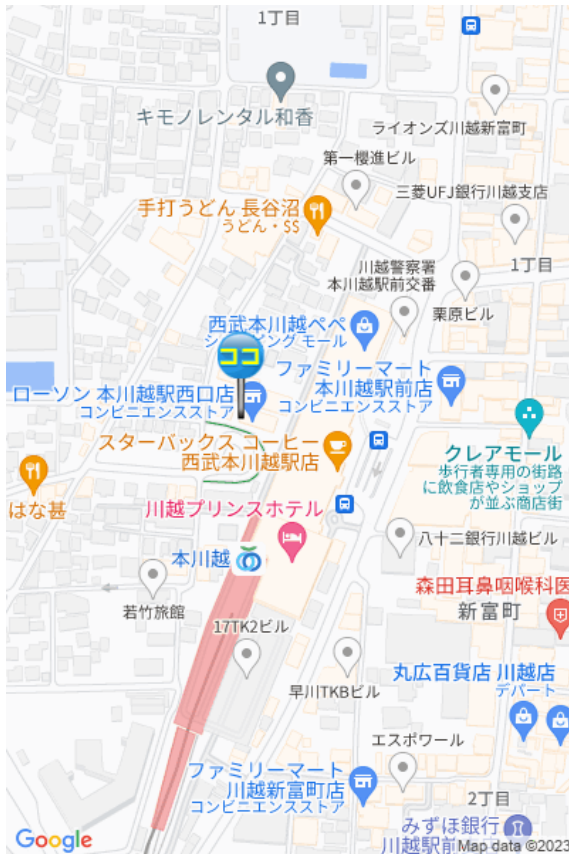 1丁目
キモノレンタル和香
ライオンズ川越新富町
第一櫻進ビル
三菱UFJ銀行川越支店
手打うどん 長谷沼
うどん・SS
川越警察署
本川越駅前交番
1丁目
栗原ビル
西武本川越ペペ
ショッピング モール
ココ
ファミリーマート
本川越駅前店
コンビニエンスストア
ローソン 本川越駅西口店
コンビニエンスストア
スターバックス コーヒー
西武本川越駅店
クレアモール
歩行者専用の街路
に飲食店やショップ
が並ぶ商店街
はな甚
川越プリンスホテル
八十二銀行川越ビル
本川越
森田耳鼻咽喉科医
新富町
若竹旅館
17TK2ビル
丸広百貨店 川越店
デパート
早川TKBビル
エスポワール
ファミリーマート
川越新富町店
コンビニエンスストア
2丁目
みずほ銀行
川越駅前
Google
Map data ©2023